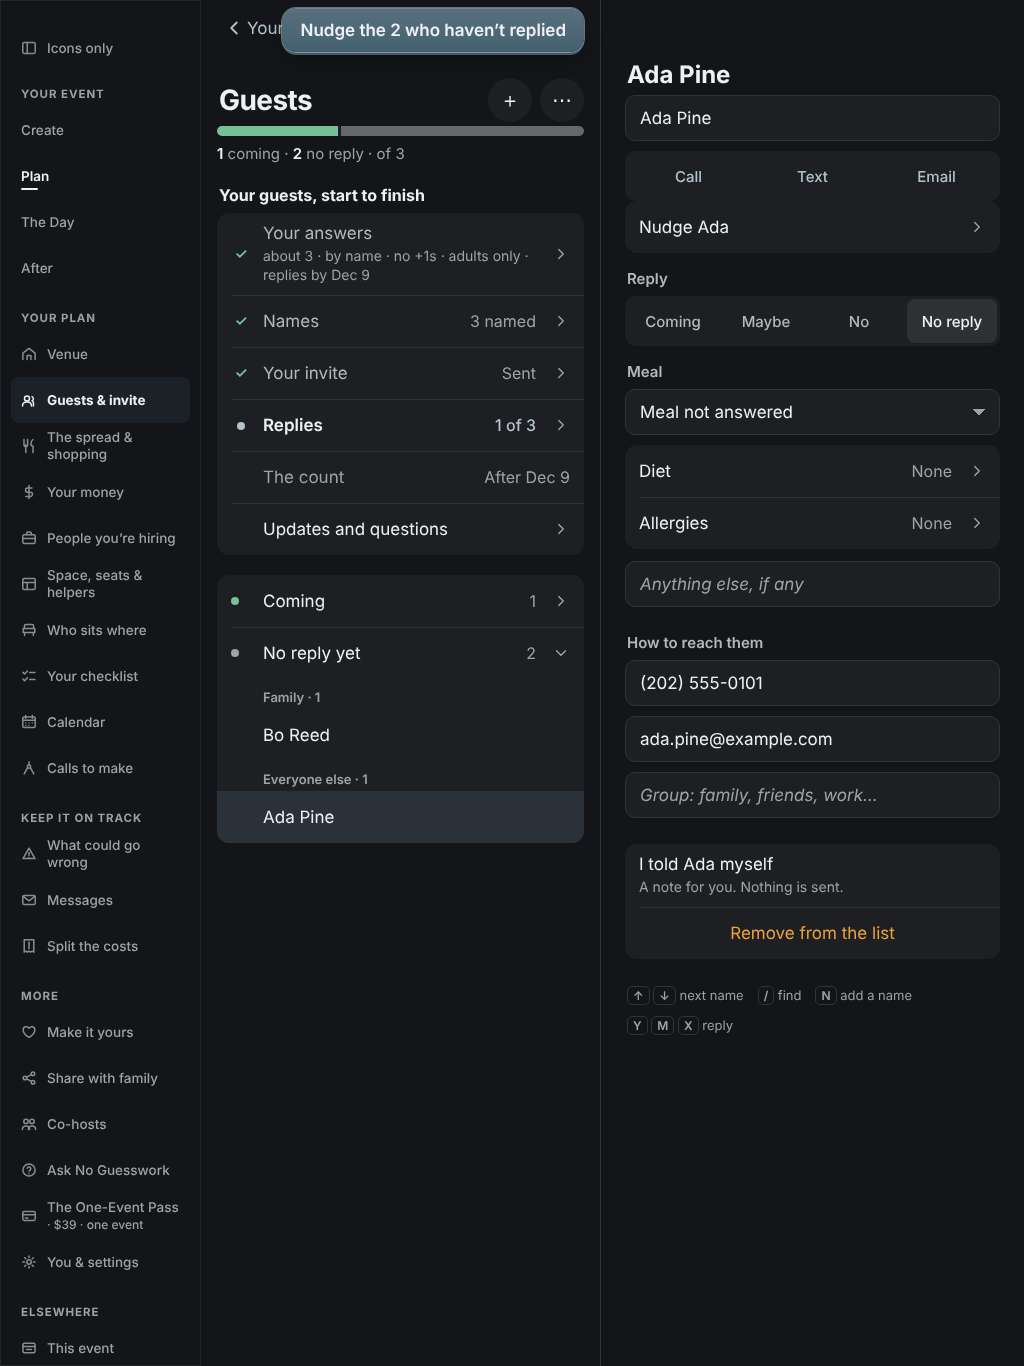 Icons only
YOUR EVENT
Create
Plan
The Day
After
YOUR PLAN
Venue
Guests & invite
The spread &
shopping
Your money
People you're hiring
Space, seats &
helpers
Who sits where
Your checklist
Calendar
Calls to make
KEEP IT ON TRACK
What could go
wrong
Messages
Split the costs
MORE
Make it yours
Share with family
Co-hosts
Ask No Guesswork
The One-Event Pass
· $39 · one event
You & settings
ELSEWHERE
This event
Your
Nudge the 2 who haven't replied
Guests
1 coming · 2 no reply · of 3
Your guests, start to finish
Your answers
about 3 · by name · no +1s · adults only ·
replies by Dec 9
Names 3 named
Your invite Sent
Replies 1 of 3
The count After Dec 9
Updates and questions
Coming 1
No reply yet 2
Family · 1
Bo Reed
Everyone else · 1
Ada Pine
Ada Pine
Ada Pine
Call Text Email
Nudge Ada
Reply
Coming Maybe No No reply
Meal
Meal not answered
Diet None
Allergies None
Anything else, if any
How to reach them
(202) 555-0101
ada.pine@example.com
Group: family, friends, work...
I told Ada myself
A note for you. Nothing is sent.
Remove from the list
↑ ↓ next name / find N add a name
Y M X reply